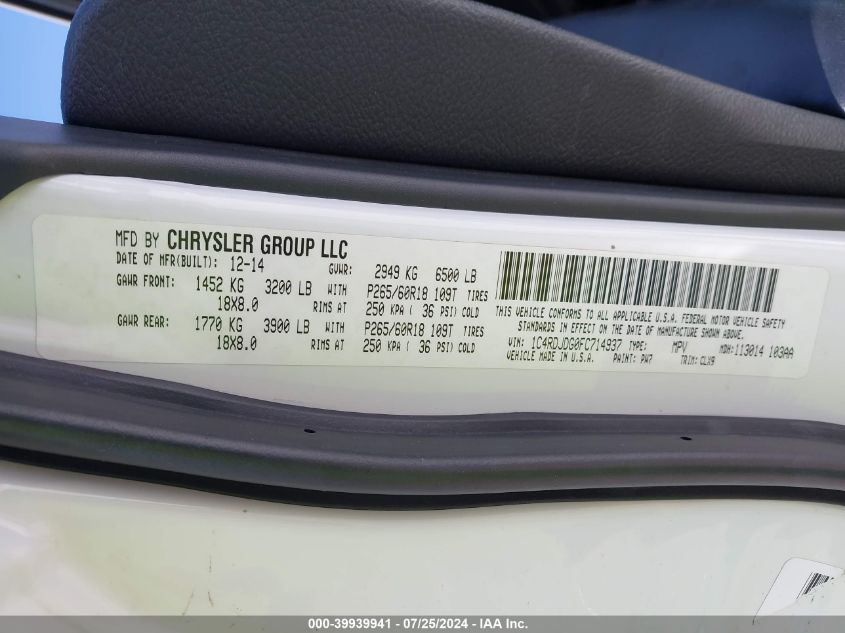 MFD BY CHRYSLER GROUP LLC
DATE OF MFR(BUILT): 12-14 GVWR: 2949 KG 6500 LB
GAWR FRONT: 1452 KG 3200 LB WITH P265/60R18 109T TIRES
18X8.0 RIMS AT 250 KPA ( 36 PSI) COLD
GAWR REAR: 1770 KG 3900 LB WITH P265/60R18 109T TIRES
18X8.0 RIMS AT 250 KPA ( 36 PSI) COLD
THIS VEHICLE CONFORMS TO ALL APPLICABLE U.S.A. FEDERAL MOTOR VEHICLE SAFETY
STANDARDS IN EFFECT ON THE DATE OF MANUFACTURE SHOWN ABOVE.
VIN: 1C4RDJDG0FC714937 TYPE: MPV MDH:113014 103AA
VEHICLE MADE IN U.S.A. PAINT: PW7 TRIM: CLX9
000-39939941 - 07/25/2024 - IAA Inc.